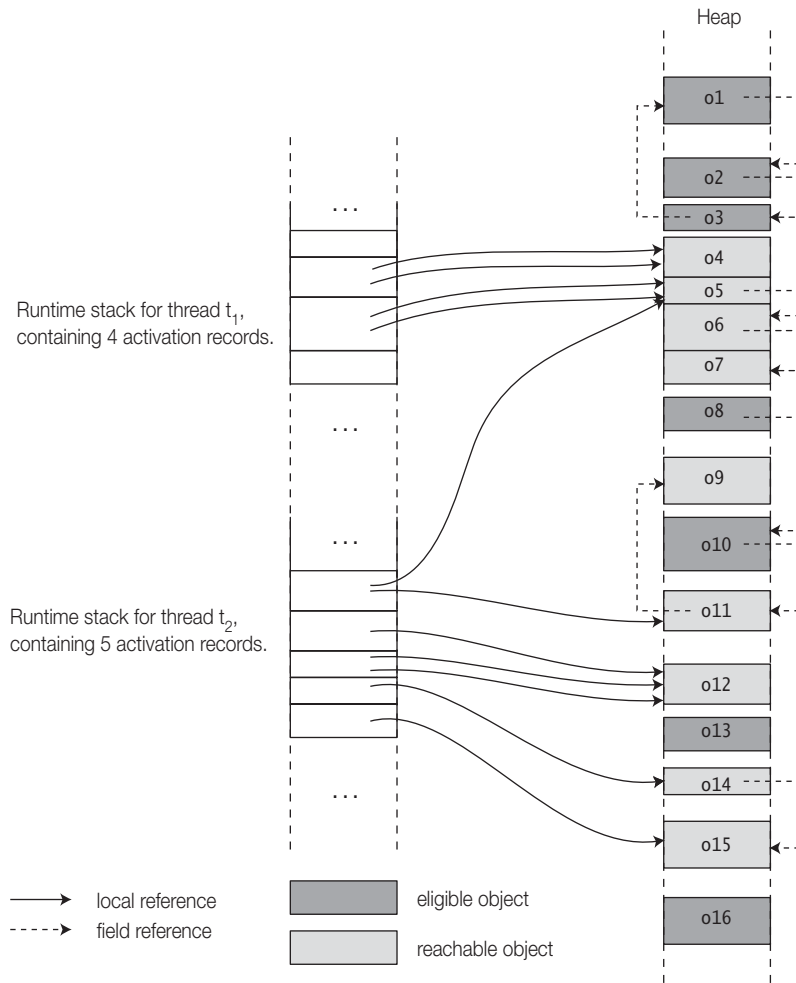 Heap
o1
o2
...
o3
o4
o5
Runtime stack for thread t1,
containing 4 activation records.
o6
o7
o8
...
o9
...
o10
Runtime stack for thread t2,
containing 5 activation records.
o11
o12
o13
o14
...
o15
local reference
eligible object
field reference
o16
reachable object